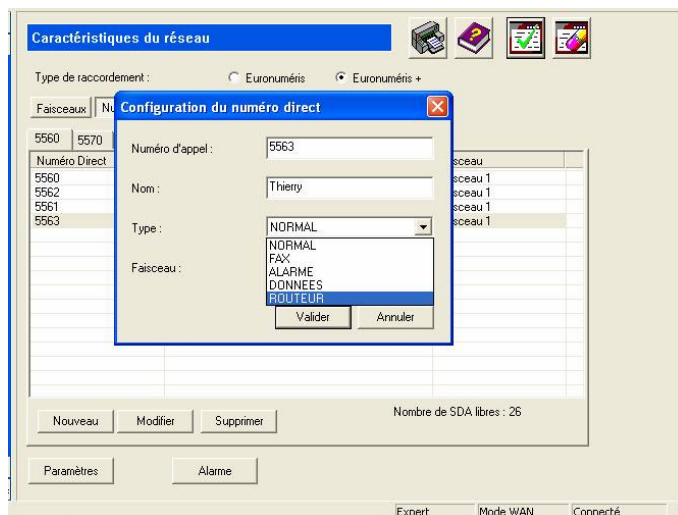 Caractéristiques du réseau
Type de raccordement : Euronuméris Euronuméris +
Faisceaux
Configuration du numéro direct
5560 5570
Numéro d'appel : 5563
Numéro Direct
5560
5562
5561
5563
sceau
sceau 1
sceau 1
sceau 1
sceau 1
Nom : Thierry
Type : NORMAL
NORMAL
FAX
ALARME
DONNEES
ROUTEUR
Faisceau :
Valider Annuler
Nouveau Modifier Supprimer
Nombre de SDA libres : 26
Paramètres Alarme
Expert Mode WAN Connecté